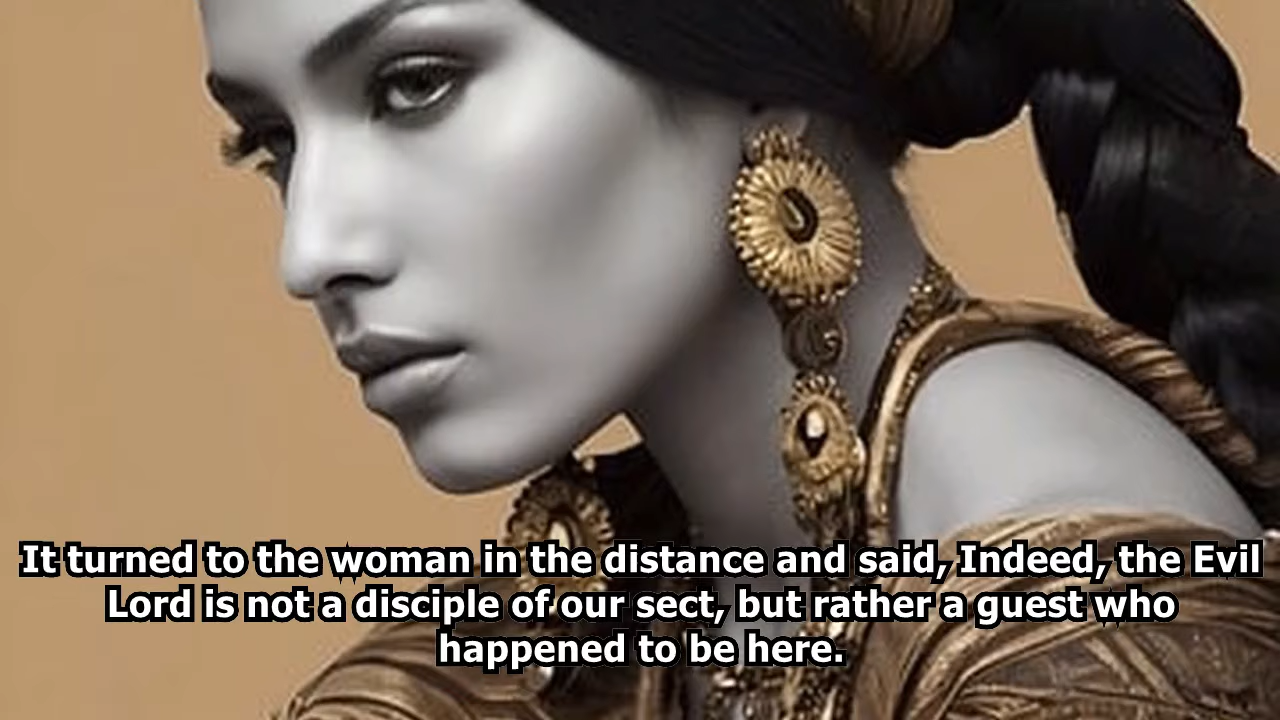 It turned to the woman in the distance and said, Indeed, the Evil
Lord is not a disciple of our sect, but rather a guest who
happened to be here.